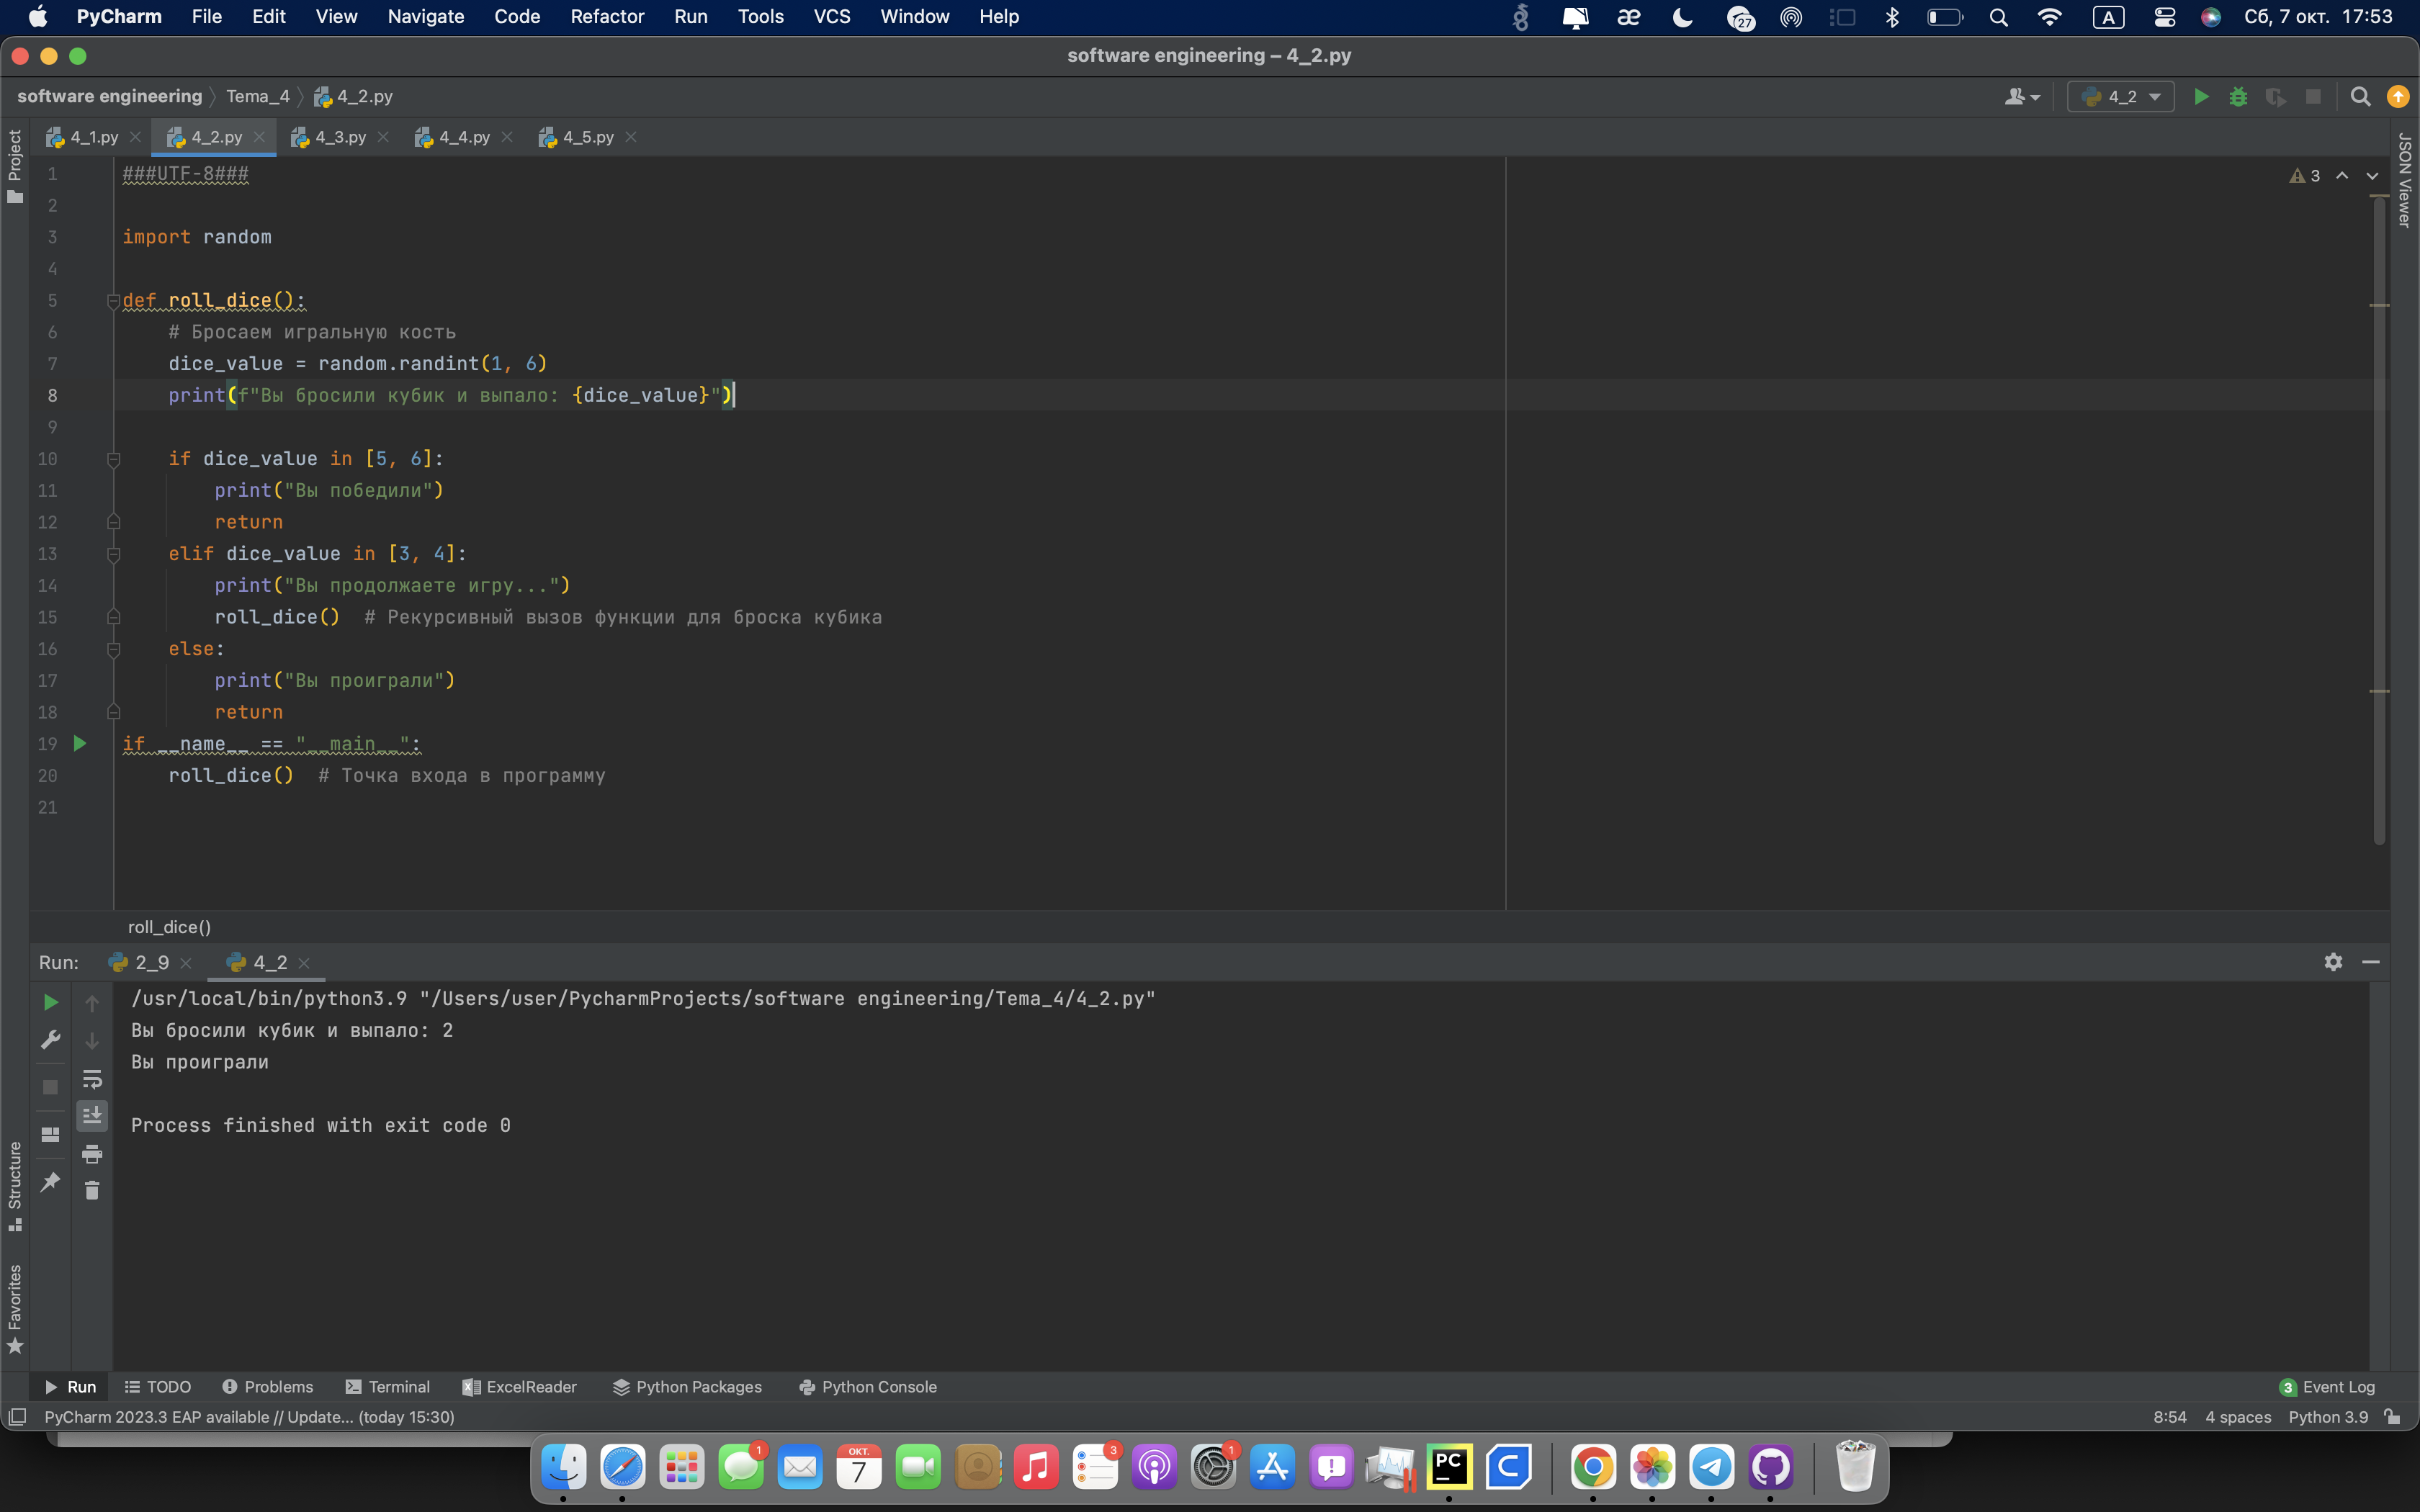 PyCharm File Edit View Navigate Code Refactor Run Tools VCS Window Help 27 A Сб, 7 окт. 17:53
software engineering – 4_2.py
software engineering Tema_4 4_2.py 4_2
4_1.py 4_2.py 4_3.py 4_4.py 4_5.py
Project
JSON Viewer
3
1 ###UTF-8###
2
3 import random
4
5 def roll_dice():
6 # Бросаем игральную кость
7 dice_value = random.randint(1, 6)
8 print(f"Вы бросили кубик и выпало: {dice_value}")
9
10 if dice_value in [5, 6]:
11 print("Вы победили")
12 return
13 elif dice_value in [3, 4]:
14 print("Вы продолжаете игру...")
15 roll_dice()  # Рекурсивный вызов функции для броска кубика
16 else:
17 print("Вы проиграли")
18 return
19 if __name__ == "__main__":
20 roll_dice()  # Точка входа в программу
21
roll_dice()
Run: 2_9 4_2
/usr/local/bin/python3.9 "/Users/user/PycharmProjects/software engineering/Tema_4/4_2.py"
Вы бросили кубик и выпало: 2
Вы проиграли
Process finished with exit code 0
Structure
Favorites
Run TODO Problems Terminal ExcelReader Python Packages Python Console 3 Event Log
PyCharm 2023.3 EAP available // Update... (today 15:30) 8:54 4 spaces Python 3.9
1 ОКТ. 7 3 1 PC C